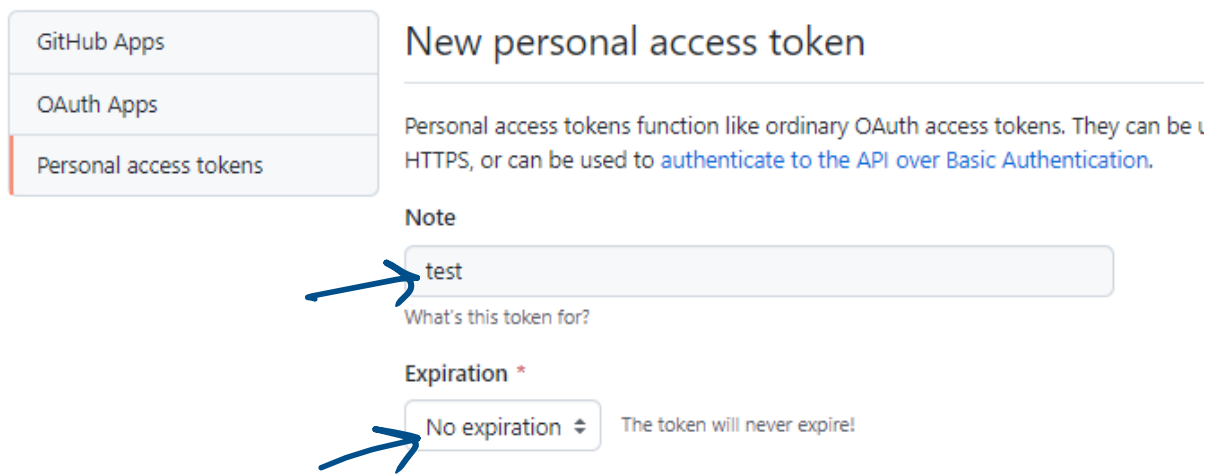 GitHub Apps
OAuth Apps
Personal access tokens
New personal access token
Personal access tokens function like ordinary OAuth access tokens. They can be
HTTPS, or can be used to authenticate to the API over Basic Authentication.
Note
test
What's this token for?
Expiration *
No expiration
The token will never expire!